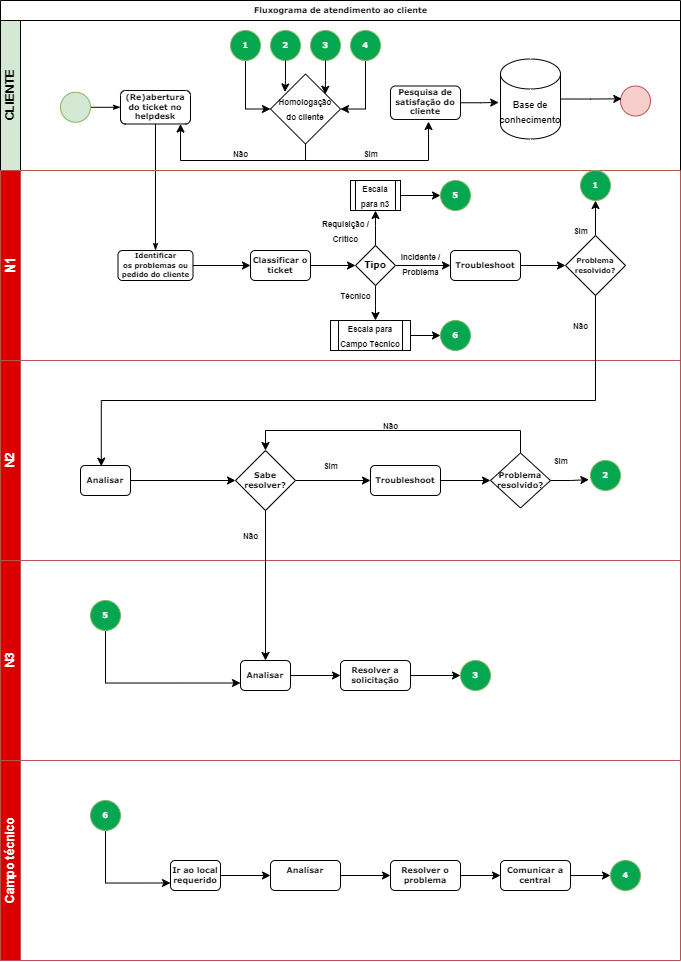 Fluxograma de atendimento ao cliente
CLIENTE
1
2
3
4
(Re)abertura
do ticket no
helpdesk
Homologação
do cliente
Pesquisa de
satisfação do
cliente
Base de
conhecimento
Não
Sim
N1
Escala
para n3
5
1
Requisição /
Crítico
Sim
Identificar
os problemas ou
pedido do cliente
Classificar o
ticket
Tipo
Incidente /
Problema
Troubleshoot
Problema
resolvido?
Técnico
Escala para
Campo Técnico
6
Não
N2
Não
Analisar
Sabe
resolver?
Sim
Troubleshoot
Problema
resolvido?
Sim
2
Não
N3
5
Analisar
Resolver a
solicitação
3
Campo técnico
6
Ir ao local
requerido
Analisar
Resolver o
problema
Comunicar a
central
4